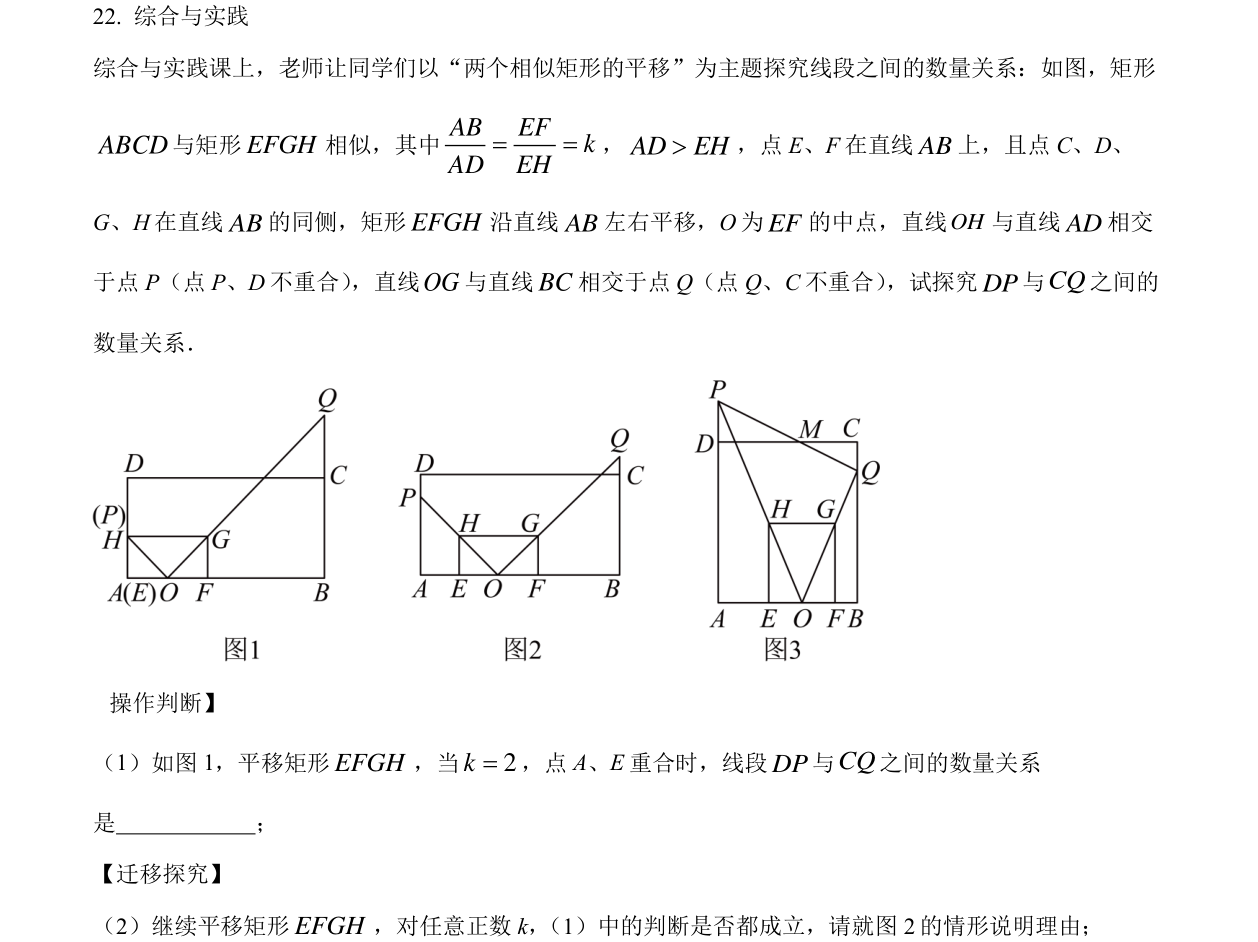 22. 综合与实践
综合与实践课上，老师让同学们以“两个相似矩形的平移”为主题探究线段之间的数量关系：如图，矩形
ABCD与矩形EFGH相似，其中AB/AD=EF/EH=k，AD>EH，点E、F在直线AB上，且点C、D、
G、H在直线AB的同侧，矩形EFGH沿直线AB左右平移，O为EF的中点，直线OH与直线AD相交
于点P（点P、D不重合），直线OG与直线BC相交于点Q（点Q、C不重合），试探究DP与CQ之间的
数量关系．
Q
D
C
(P)
H
G
A(E) O F B
图1
Q
D
C
P
H G
A E O F B
图2
P
D
M C
Q
H G
A E O F B
图3
操作判断】
（1）如图1，平移矩形EFGH，当k=2，点A、E重合时，线段DP与CQ之间的数量关系
是____________；
【迁移探究】
（2）继续平移矩形EFGH，对任意正数k，（1）中的判断是否都成立，请就图2的情形说明理由；